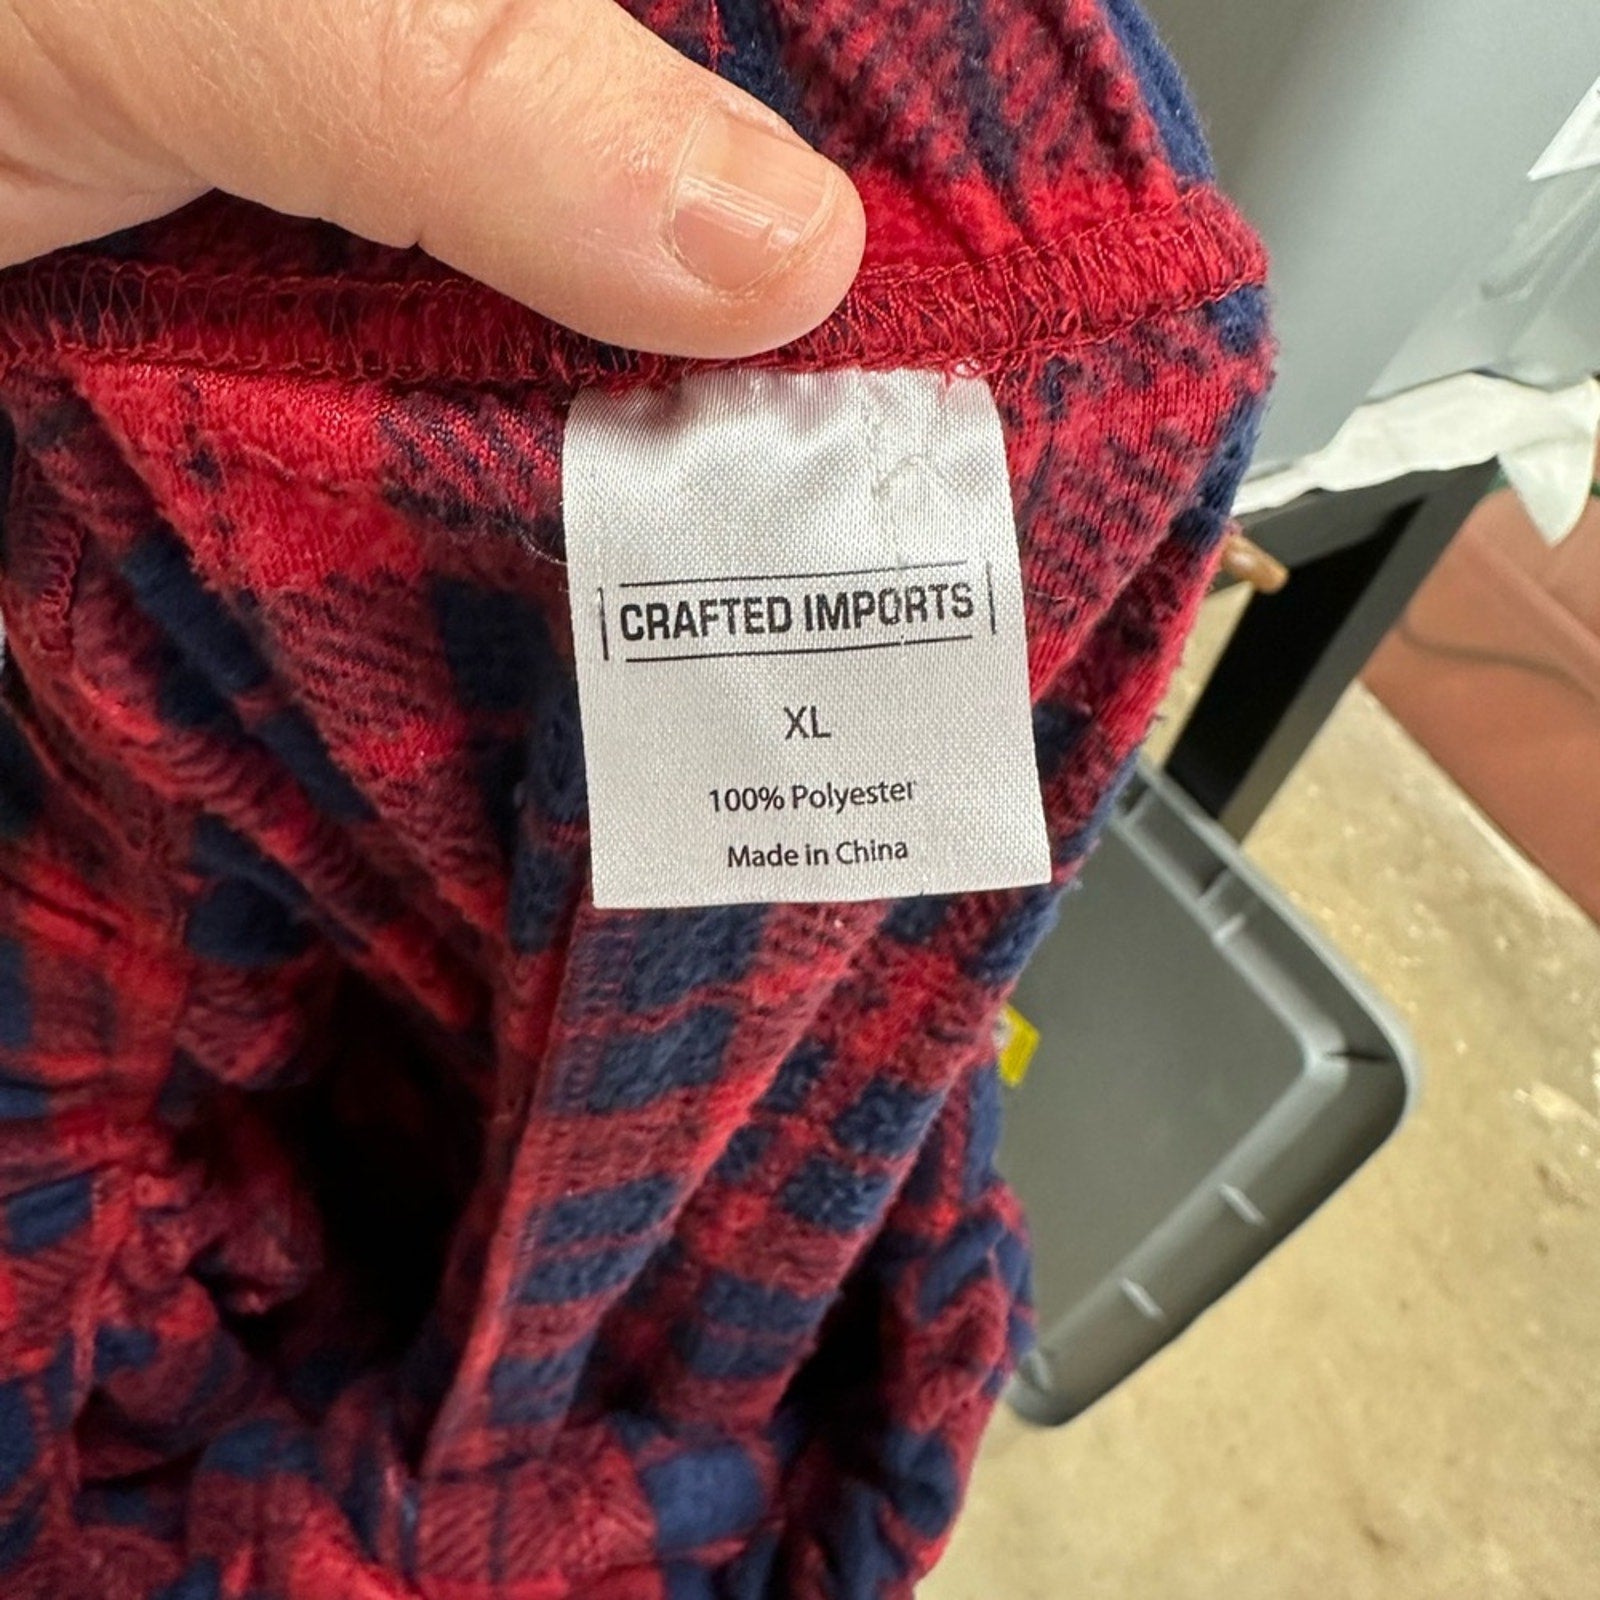 CRAFTED IMPORTS
XL
100% Polyester
Made in China